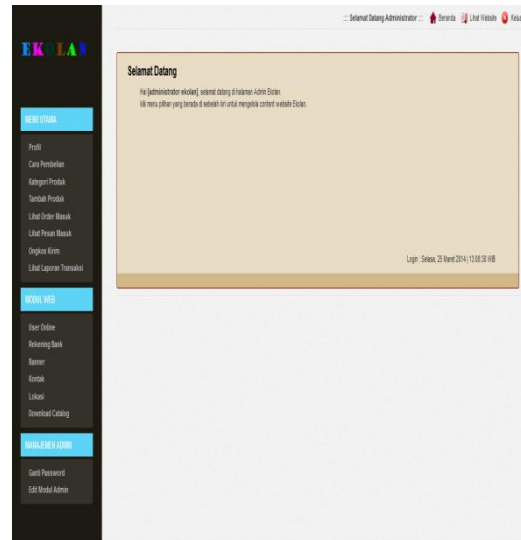 ::: Selamat Datang Administrator ::: Beranda Lihat Website
EKOLAN
Selamat Datang
Hai [administrator ekolan], selamat datang di halaman Admin Ekolan.
klik menu pilihan yang berada di sebelah kiri untuk mengelola content website Ekolan.
MENU UTAMA
Profil
Cara Pembelian
Kategori Produk
Tambah Produk
Lihat Order Masuk
Lihat Pesan Masuk
Ongkos Kirim
Lihat Laporan Transaksi
Login : Selasa, 25 Maret 2014 | 13:08:38 WIB
MODUL WEB
User Online
Rekening Bank
Banner
Kontak
Lokasi
Download Catalog
MANAJEMEN ADMIN
Ganti Password
Edit Modul Admin